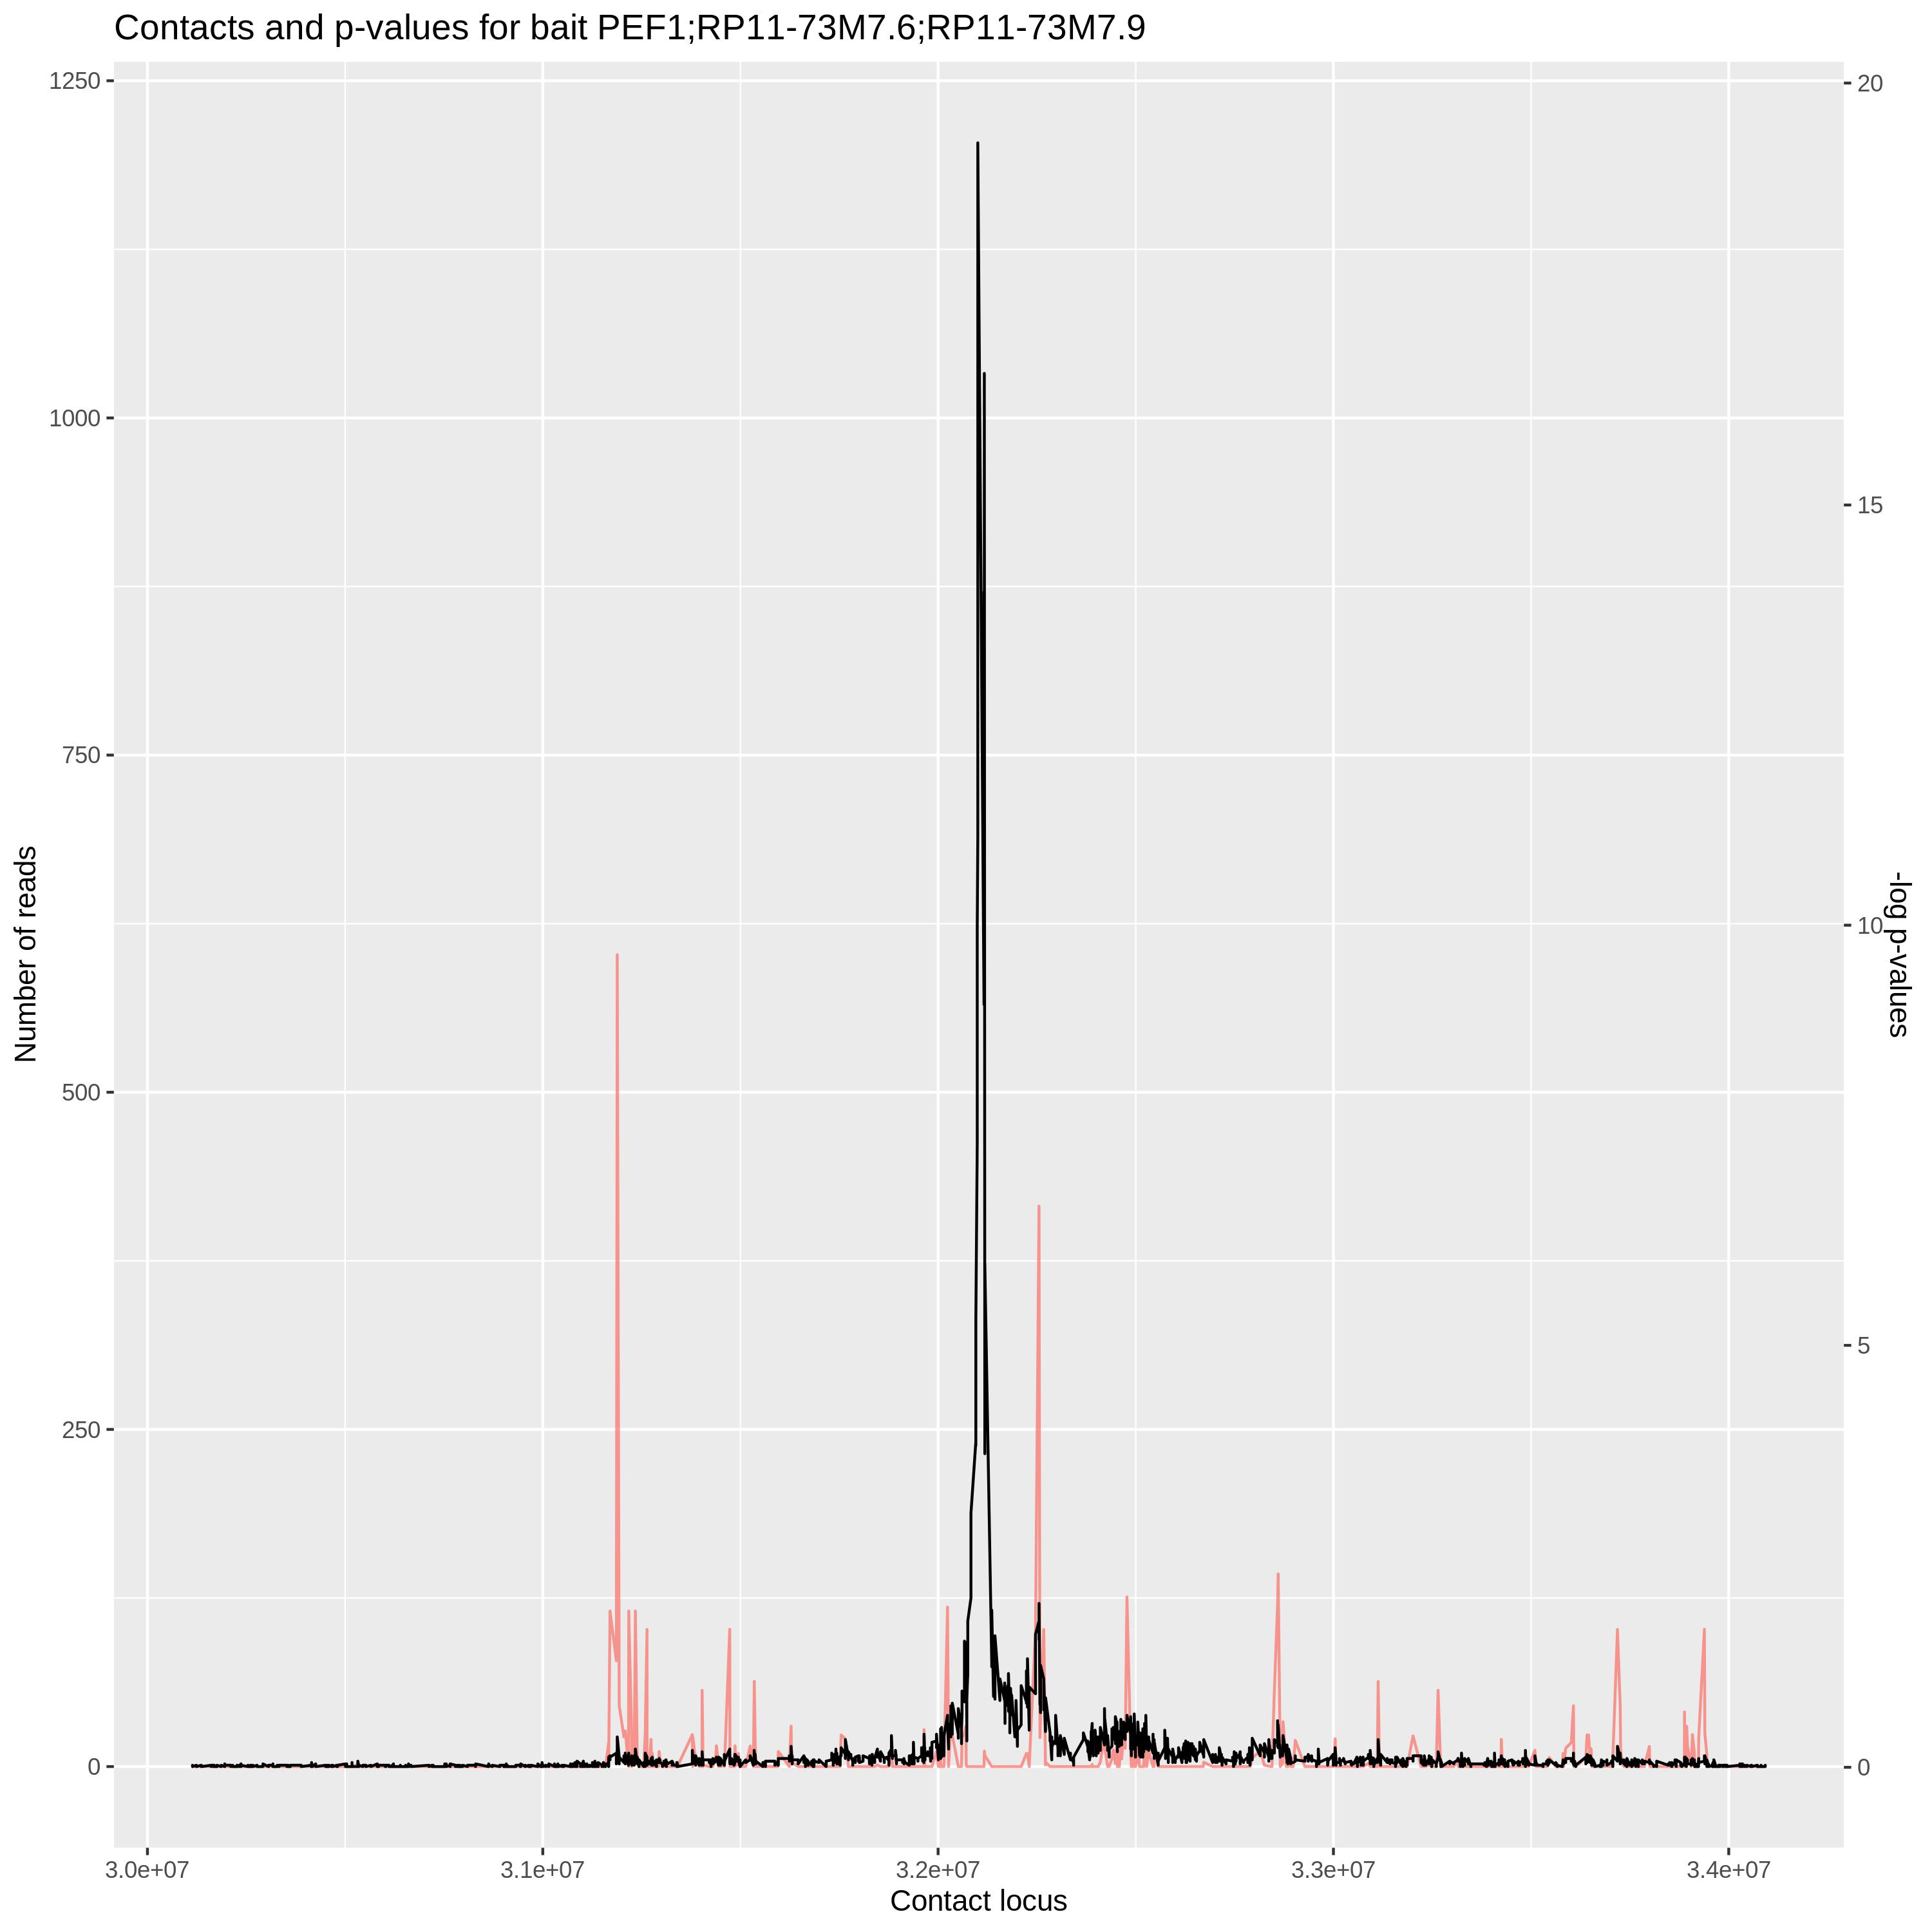 Contacts and p-values for bait PEF1;RP11-73M7.6;RP11-73M7.9
1250
1000
750
500
250
0
Number of reads
20
15
10
5
0
-log p-values
3.0e+07
3.1e+07
3.2e+07
3.3e+07
3.4e+07
Contact locus